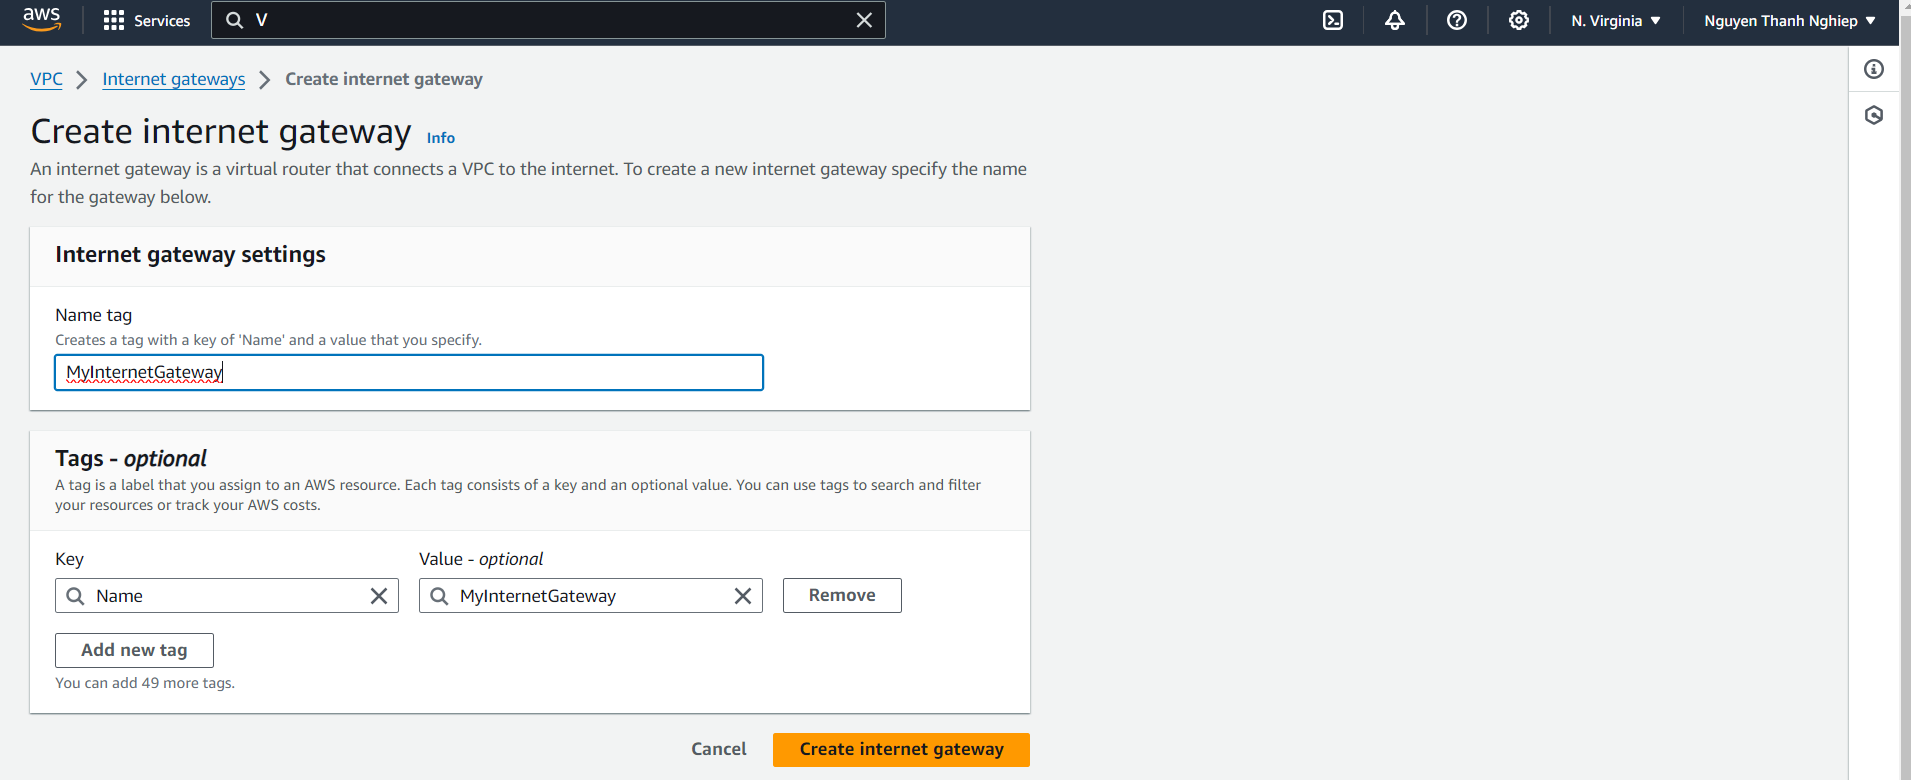 aws
Services
V
N. Virginia
Nguyen Thanh Nghiep
VPC
Internet gateways
Create internet gateway
Create internet gateway
Info
An internet gateway is a virtual router that connects a VPC to the internet. To create a new internet gateway specify the name
for the gateway below.
Internet gateway settings
Name tag
Creates a tag with a key of 'Name' and a value that you specify.
MyInternetGateway
Tags - optional
A tag is a label that you assign to an AWS resource. Each tag consists of a key and an optional value. You can use tags to search and filter
your resources or track your AWS costs.
Key
Value - optional
Name
MyInternetGateway
Remove
Add new tag
You can add 49 more tags.
Cancel
Create internet gateway